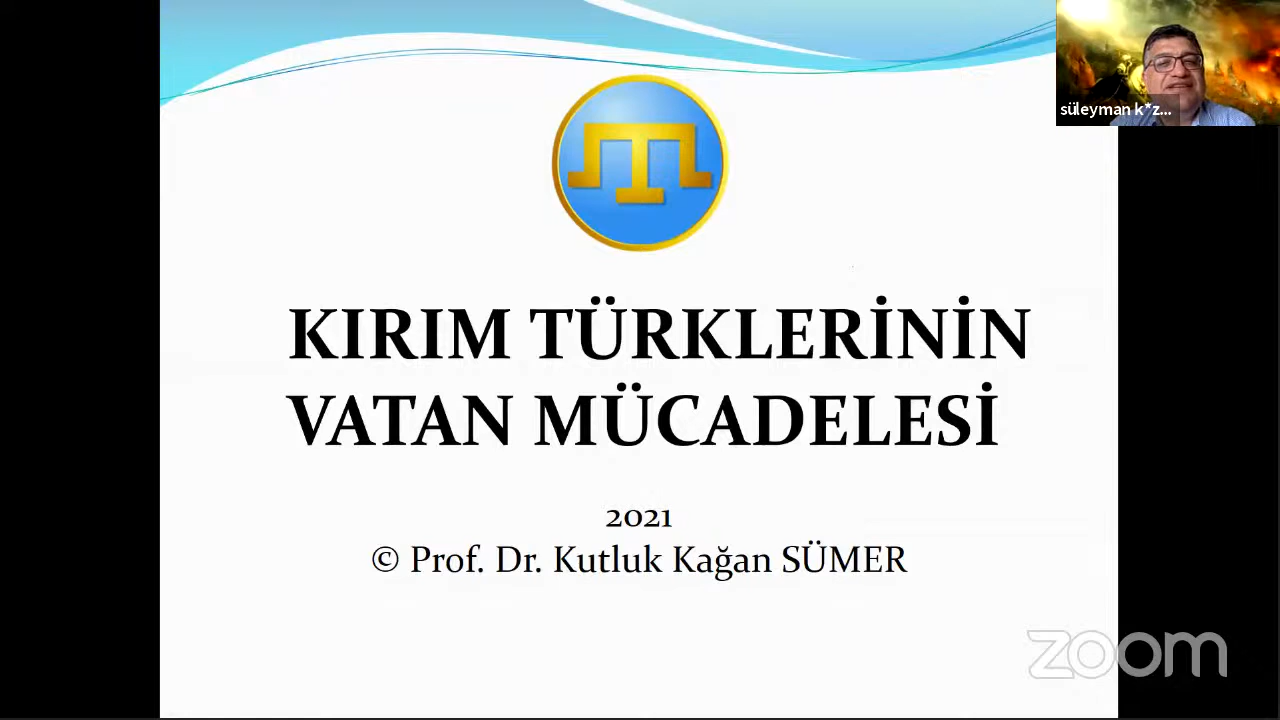 süleyman k*z...
KIRIM TÜRKLERİNİN
VATAN MÜCADELESİ
2021
© Prof. Dr. Kutluk Kağan SÜMER
zoom